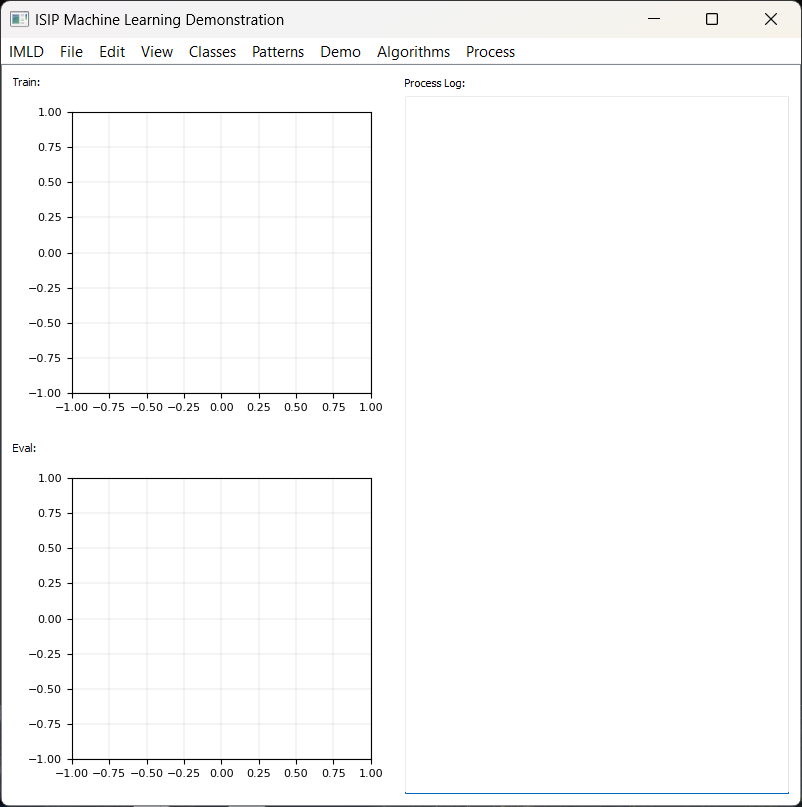 ISIP Machine Learning Demonstration
IMLD File Edit View Classes Patterns Demo Algorithms Process
Train:
1.00
0.75
0.50
0.25
0.00
−0.25
−0.50
−0.75
−1.00
−1.00 −0.75 −0.50 −0.25 0.00 0.25 0.50 0.75 1.00
Eval:
1.00
0.75
0.50
0.25
0.00
−0.25
−0.50
−0.75
−1.00
−1.00 −0.75 −0.50 −0.25 0.00 0.25 0.50 0.75 1.00
Process Log: